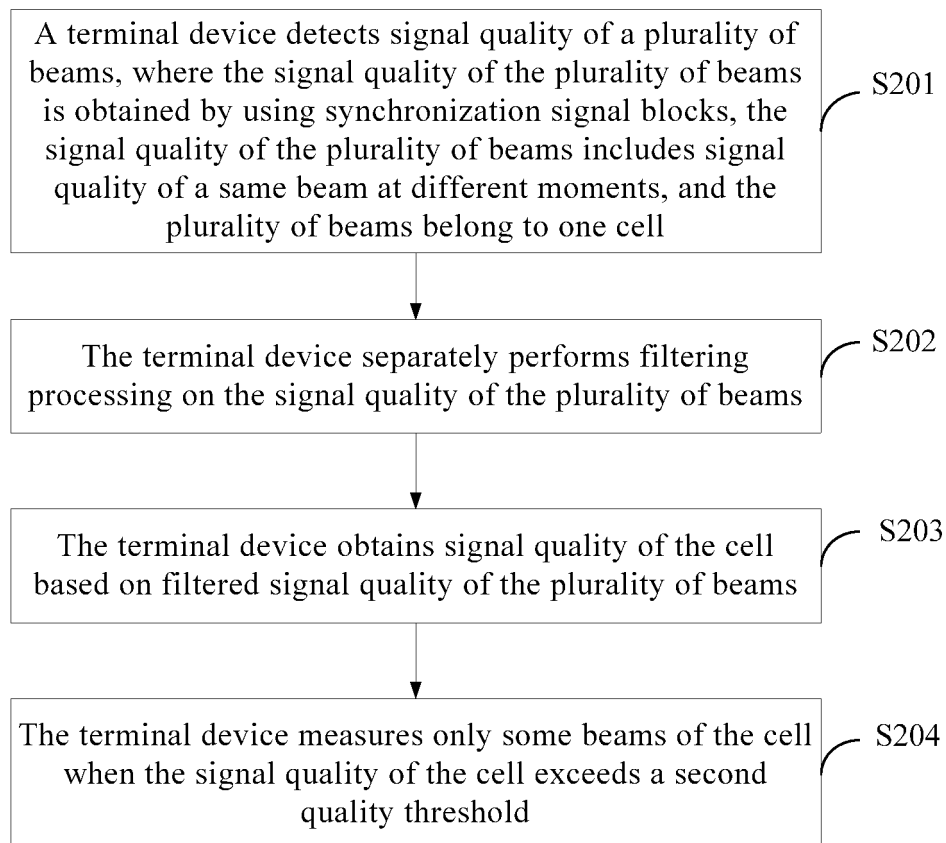 A terminal device detects signal quality of a plurality of
beams, where the signal quality of the plurality of beams
is obtained by using synchronization signal blocks, the
signal quality of the plurality of beams includes signal
quality of a same beam at different moments, and the
plurality of beams belong to one cell
S201
The terminal device separately performs filtering
processing on the signal quality of the plurality of beams
S202
The terminal device obtains signal quality of the cell
based on filtered signal quality of the plurality of beams
S203
The terminal device measures only some beams of the cell
when the signal quality of the cell exceeds a second
quality threshold
S204